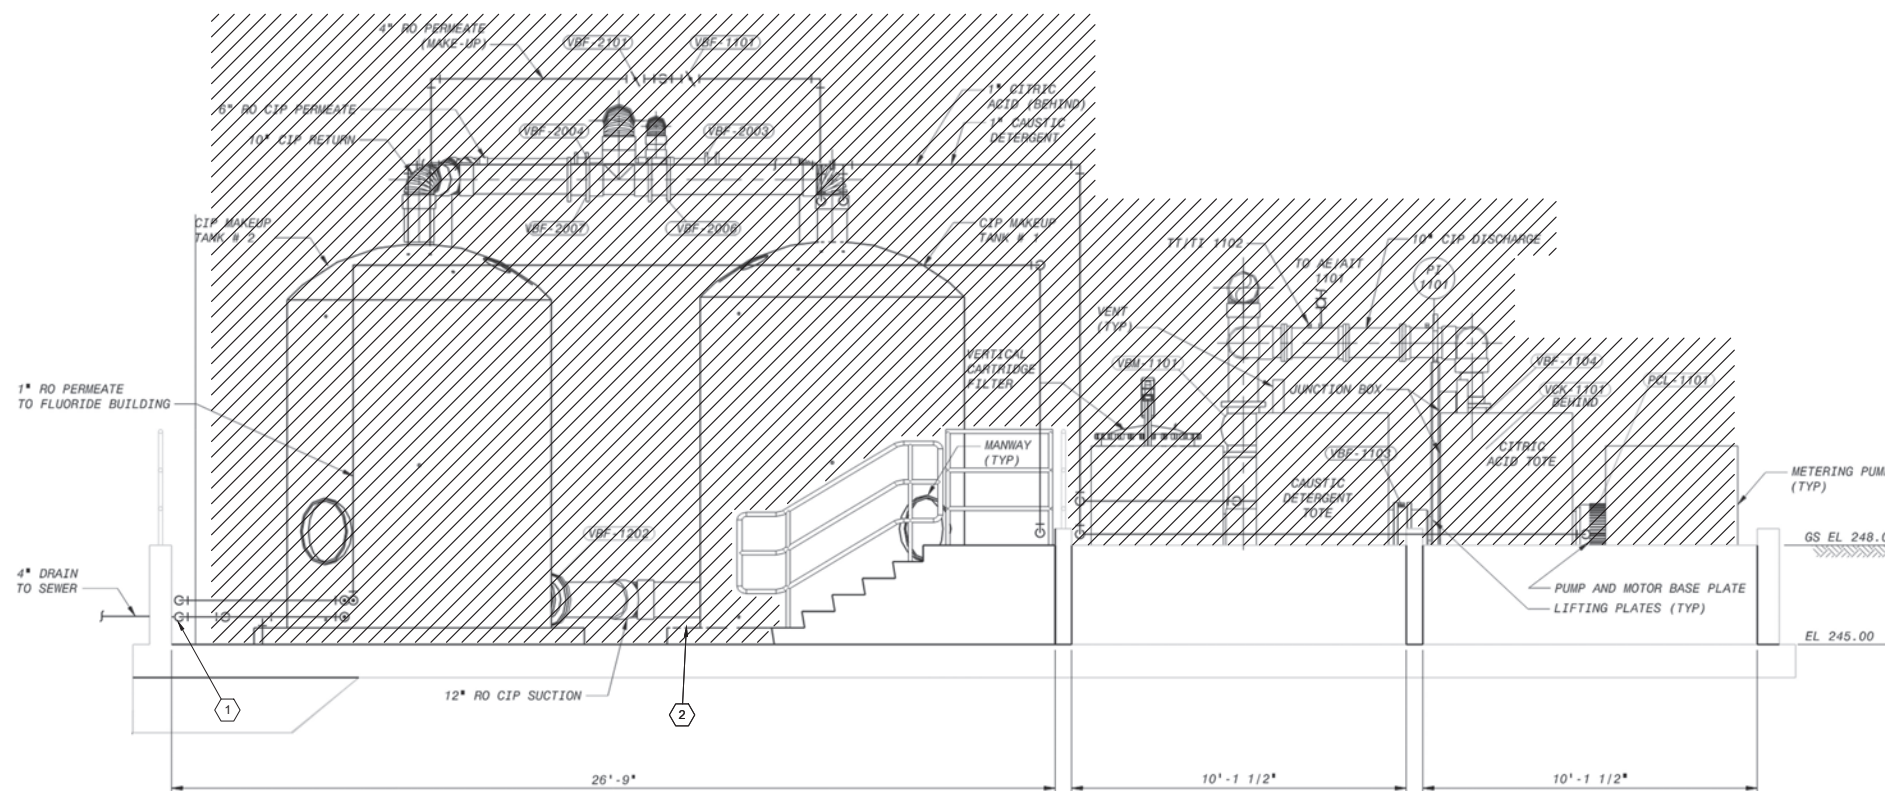 4" RO PERMEATE
(MAKE-UP)
VBF-2101
VBF-1101
6" RO CIP PERMEATE
10" CIP RETURN
VBF-2004
VBF-2003
1" CITRIC
ACID (BEHIND)
1" CAUSTIC
DETERGENT
CIP MAKEUP
TANK # 2
VBF-2007
VBF-2006
CIP MAKEUP
TANK # 1
TT/TI 1102
10" CIP DISCHARGE
TO AE/AIT
1101
PI
1101
VENT
(TYP)
VERTICAL
CARTRIDGE
FILTER
VBM-1101
JUNCTION BOX
VBF-1104
VCK-1101
BEHIND
PCL-1101
1" RO PERMEATE
TO FLUORIDE BUILDING
MANWAY
(TYP)
VBF-1103
CITRIC
ACID TOTE
CAUSTIC
DETERGENT
TOTE
METERING PUM
(TYP)
VBF-1202
GS EL 248.0
4" DRAIN
TO SEWER
PUMP AND MOTOR BASE PLATE
LIFTING PLATES (TYP)
EL 245.00
12" RO CIP SUCTION
1
2
26'-9"
10'-1 1/2"
10'-1 1/2"